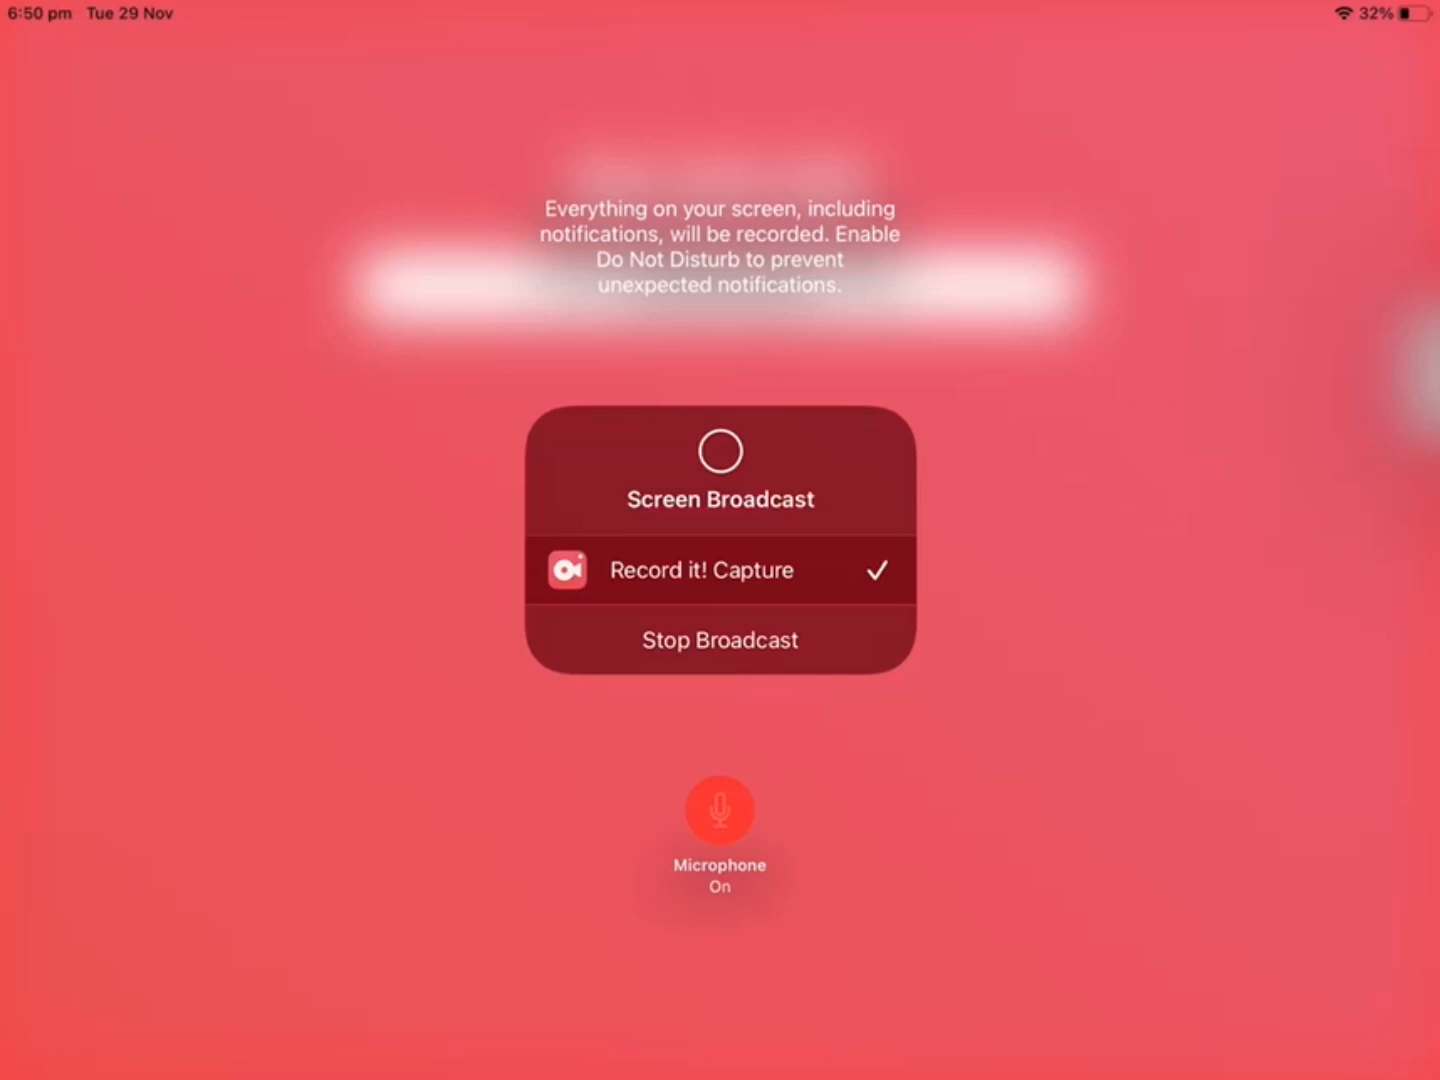 6:50 pm Tue 29 Nov
32%
Everything on your screen, including
notifications, will be recorded. Enable
Do Not Disturb to prevent
unexpected notifications.
Screen Broadcast
Record it! Capture
Stop Broadcast
Microphone
On